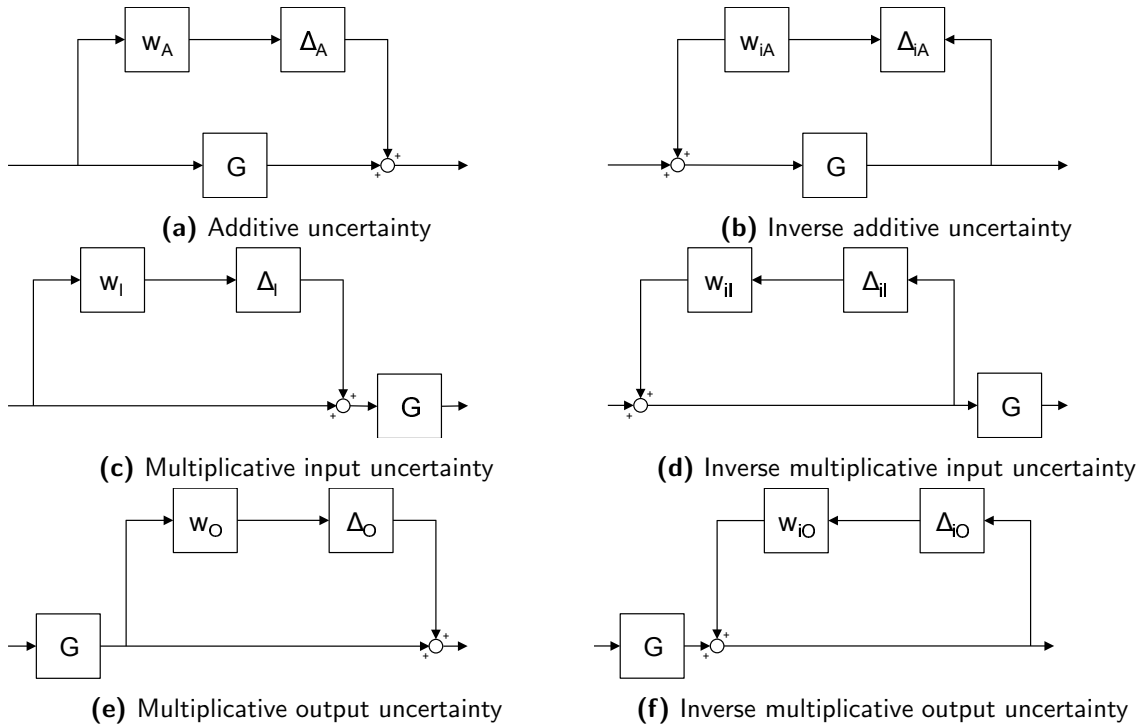 w_A Δ_A
G
+ +
(a) Additive uncertainty
w_iA Δ_iA
G
+ +
(b) Inverse additive uncertainty
w_I Δ_I
G
+ +
(c) Multiplicative input uncertainty
w_iI Δ_iI
G
+ +
(d) Inverse multiplicative input uncertainty
w_O Δ_O
G
+ +
(e) Multiplicative output uncertainty
w_iO Δ_iO
G
+ +
(f) Inverse multiplicative output uncertainty